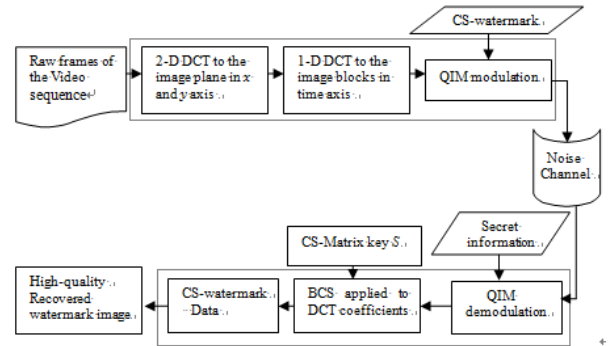 CS-watermark
Raw frames of
the Video
sequence
2-D DCT to the
image plane in x
and y axis
1-D DCT to the
image blocks in
time axis
QIM modulation
Noise
Channel
Secret
information
CS-Matrix key S
High-quality
Recovered
watermark image
CS-watermark
Data
BCS applied to
DCT coefficients
QIM
demodulation